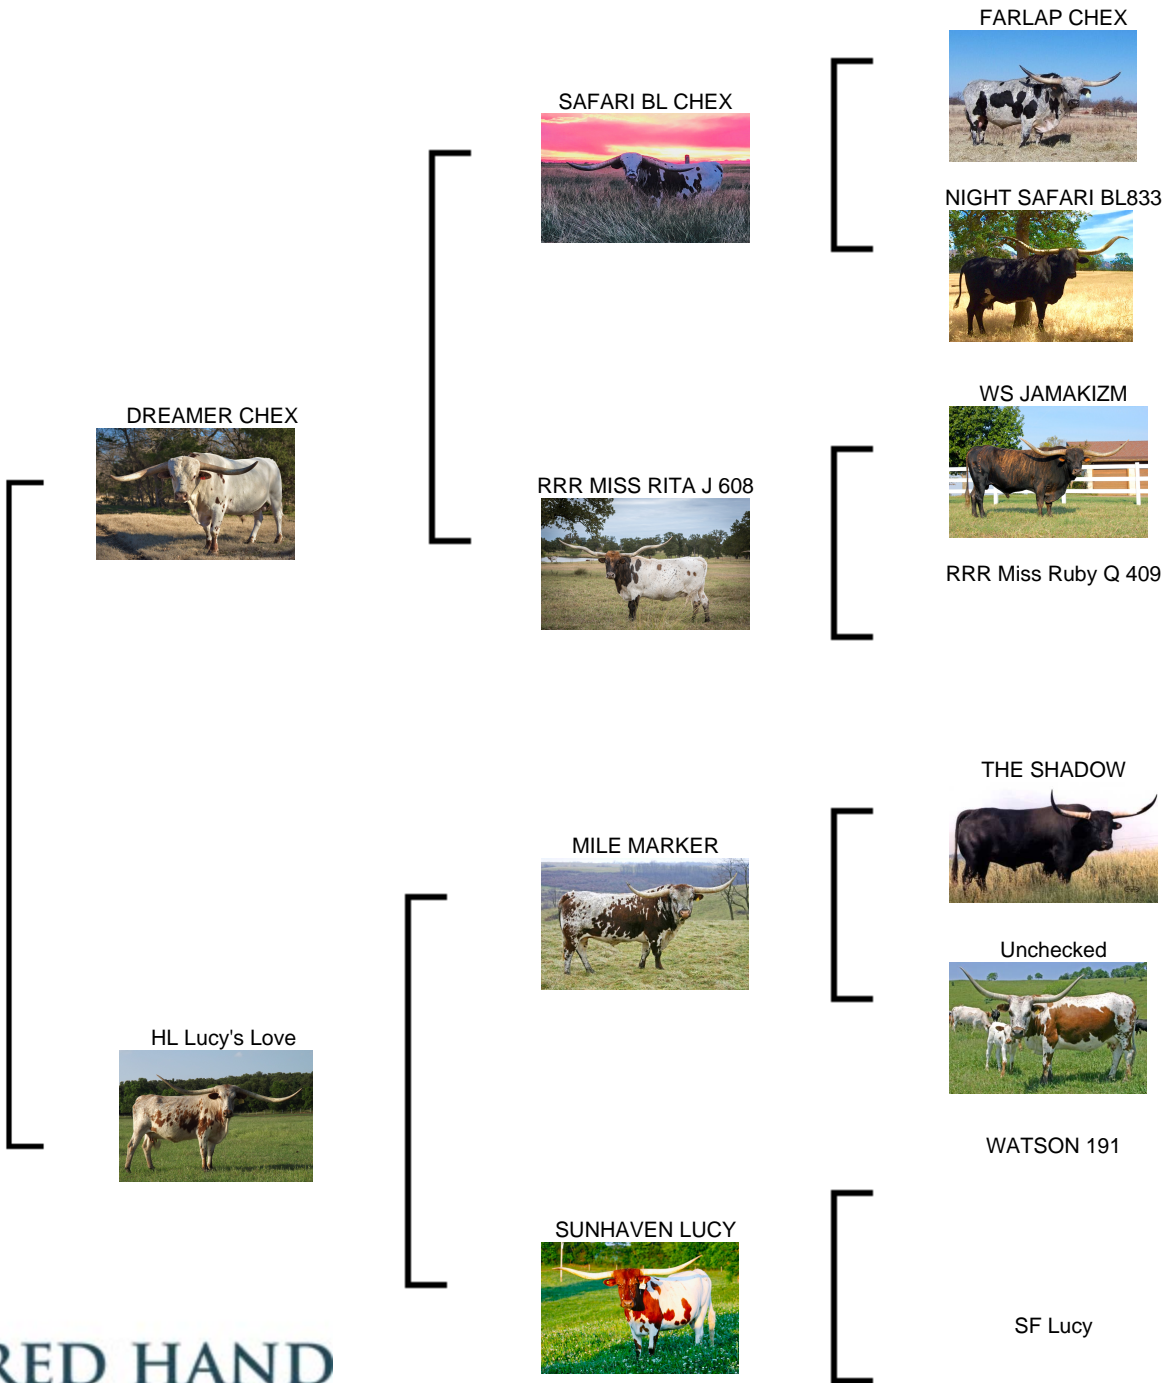 FARLAP CHEX
SAFARI BL CHEX
NIGHT SAFARI BL833
DREAMER CHEX
WS JAMAKIZM
RRR MISS RITA J 608
RRR Miss Ruby Q 409
THE SHADOW
MILE MARKER
Unchecked
HL Lucy's Love
WATSON 191
SUNHAVEN LUCY
SF Lucy
RED HAND